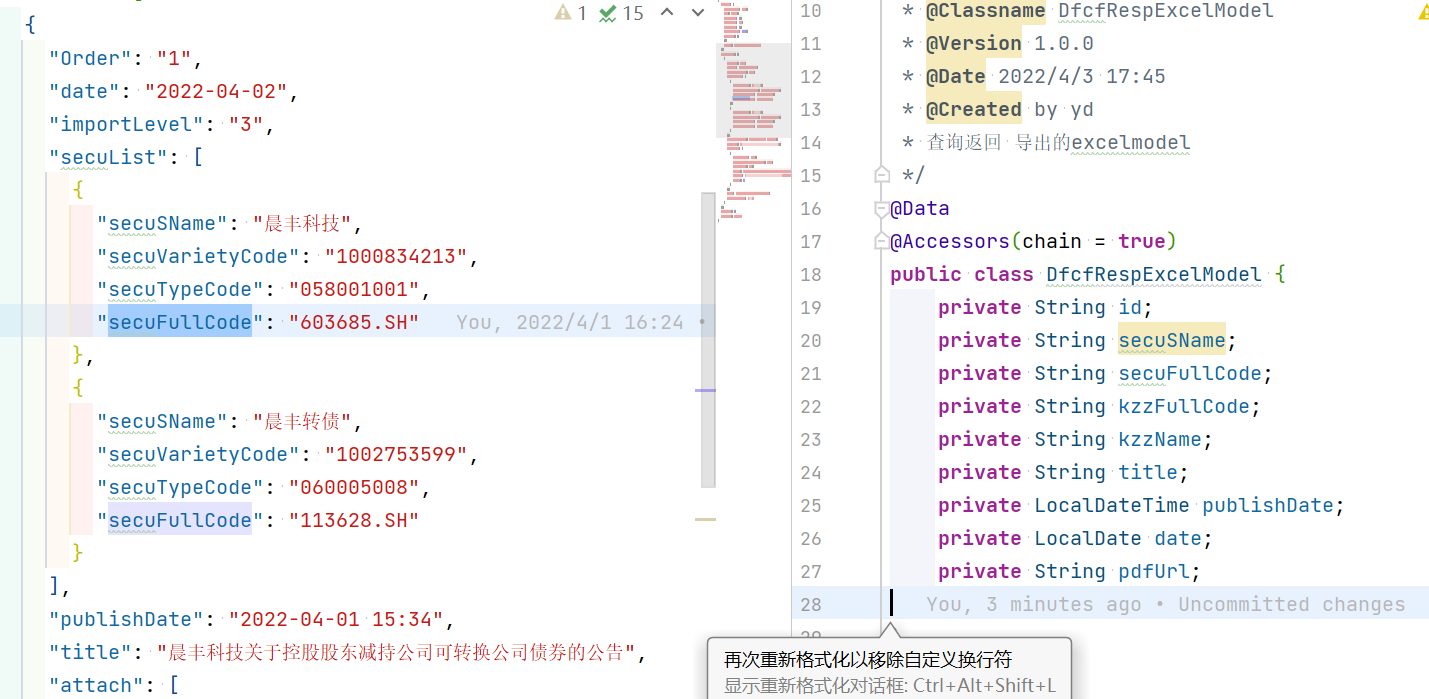 1 15
{
"Order": "1",
"date": "2022-04-02",
"importLevel": "3",
"secuList": [
{
"secuSName": "晨丰科技",
"secuVarietyCode": "1000834213",
"secuTypeCode": "058001001",
"secuFullCode": "603685.SH" You, 2022/4/1 16:24 •
},
{
"secuSName": "晨丰转债",
"secuVarietyCode": "1002753599",
"secuTypeCode": "060005008",
"secuFullCode": "113628.SH"
}
],
"publishDate": "2022-04-01 15:34",
"title": "晨丰科技关于控股股东减持公司可转换公司债券的公告",
"attach": [
10 * @Classname DfcfRespExcelModel
11 * @Version 1.0.0
12 * @Date 2022/4/3 17:45
13 * @Created by yd
14 * 查询返回 导出的excelmodel
15 */
16 @Data
17 @Accessors(chain = true)
18 public class DfcfRespExcelModel {
19 private String id;
20 private String secuSName;
21 private String secuFullCode;
22 private String kzzFullCode;
23 private String kzzName;
24 private String title;
25 private LocalDateTime publishDate;
26 private LocalDate date;
27 private String pdfUrl;
28 You, 3 minutes ago • Uncommitted changes
再次重新格式化以移除自定义换行符
显示重新格式化对话框: Ctrl+Alt+Shift+L